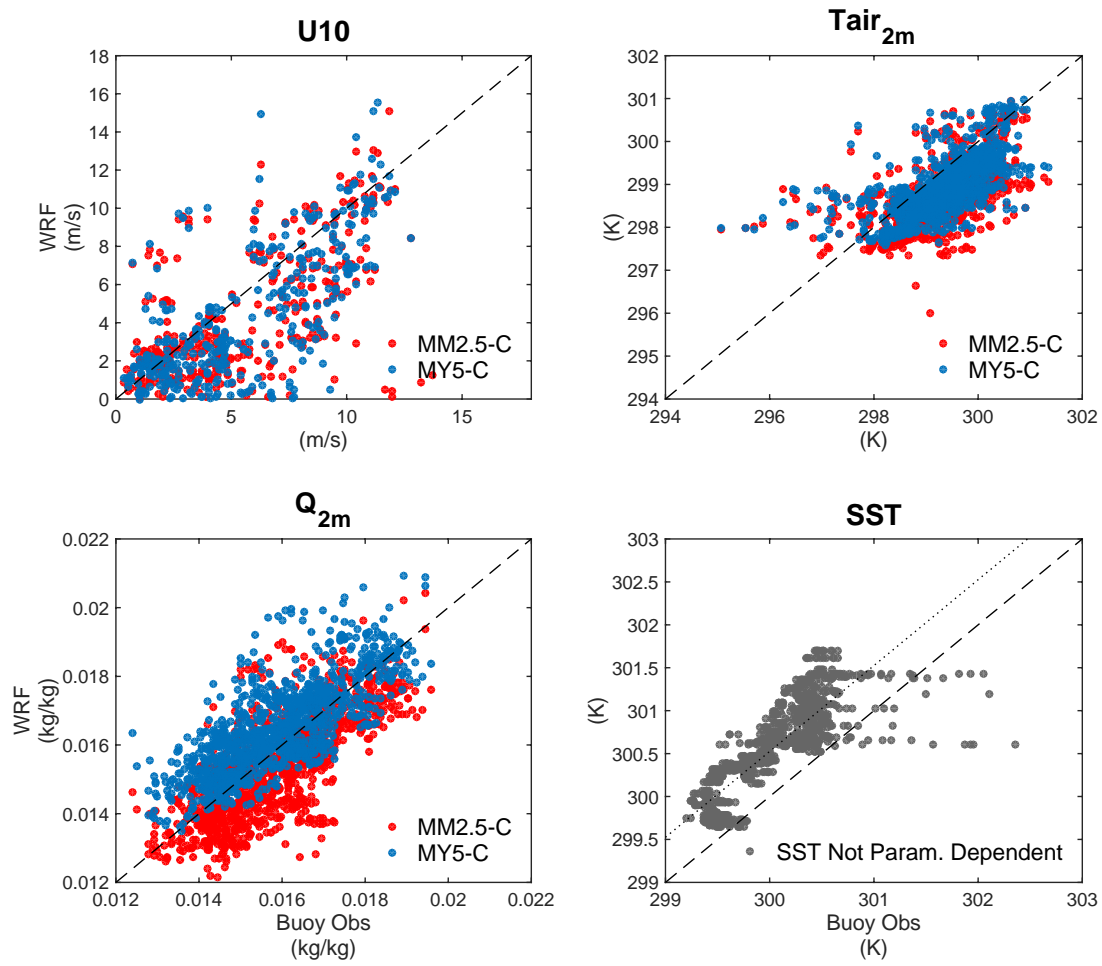 U10
18
16
14
12
10
8
6
4
2
0
WRF
(m/s)
0
5
10
15
(m/s)
MM2.5-C
MY5-C
Tair2m
302
301
300
299
298
297
296
295
294
(K)
294
296
298
300
302
(K)
MM2.5-C
MY5-C
Q2m
0.022
0.02
0.018
0.016
0.014
0.012
WRF
(kg/kg)
0.012
0.014
0.016
0.018
0.02
0.022
Buoy Obs
(kg/kg)
MM2.5-C
MY5-C
SST
303
302.5
302
301.5
301
300.5
300
299.5
299
(K)
299
300
301
302
303
Buoy Obs
(K)
SST Not Param. Dependent